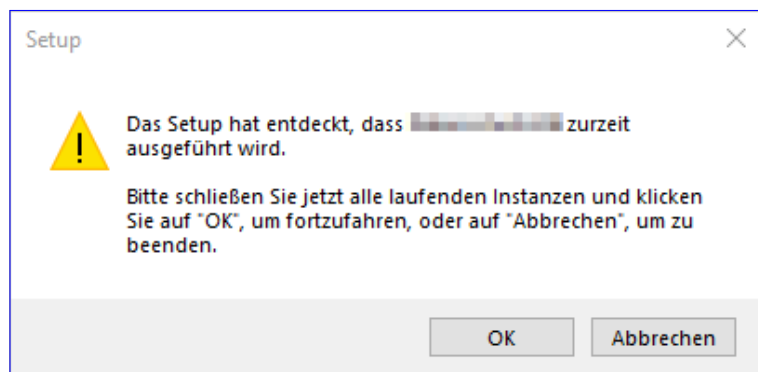 Setup
Das Setup hat entdeckt, dass zurzeit
ausgeführt wird.
Bitte schließen Sie jetzt alle laufenden Instanzen und klicken
Sie auf "OK", um fortzufahren, oder auf "Abbrechen", um zu
beenden.
OK
Abbrechen